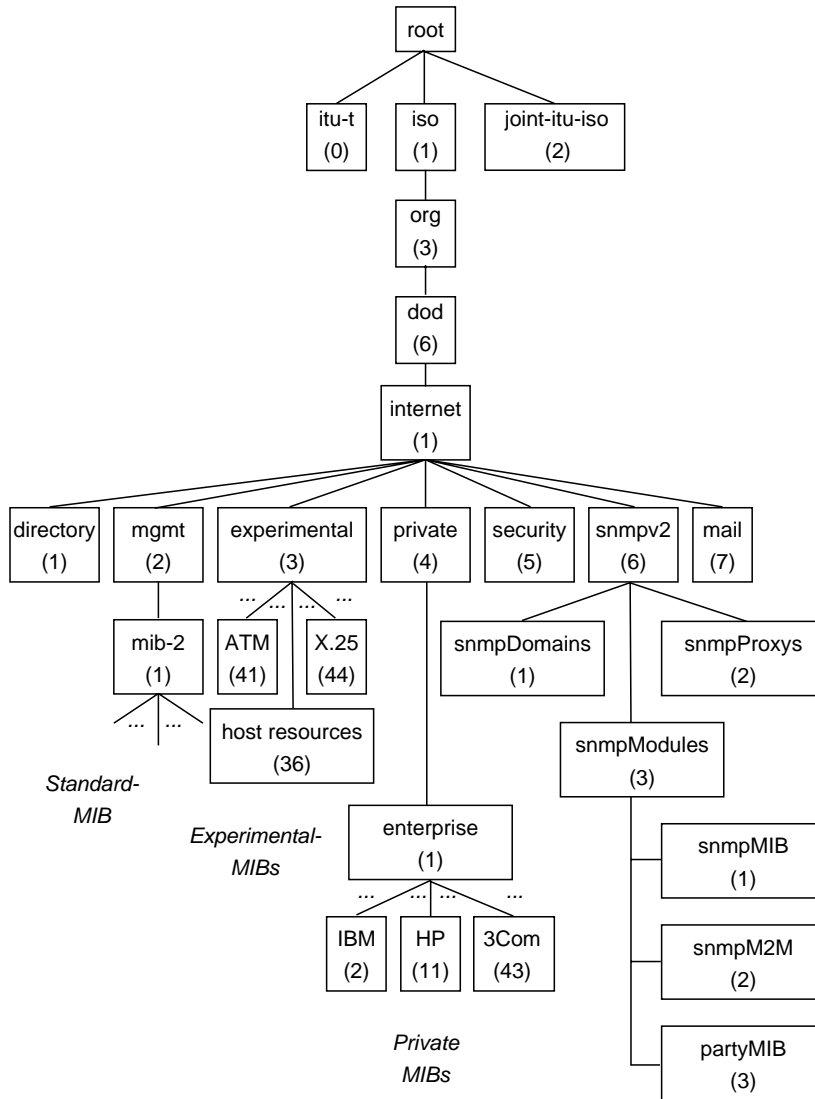 root
itu-t
(0)
iso
(1)
joint-itu-iso
(2)
org
(3)
dod
(6)
internet
(1)
directory
(1)
mgmt
(2)
experimental
(3)
private
(4)
security
(5)
snmpv2
(6)
mail
(7)
... ... ... ...
mib-2
(1)
ATM
(41)
X.25
(44)
snmpDomains
(1)
snmpProxys
(2)
... ...
host resources
(36)
snmpModules
(3)
Standard-
MIB
Experimental-
MIBs
enterprise
(1)
snmpMIB
(1)
... ... ... ...
IBM
(2)
HP
(11)
3Com
(43)
snmpM2M
(2)
Private
MIBs
partyMIB
(3)